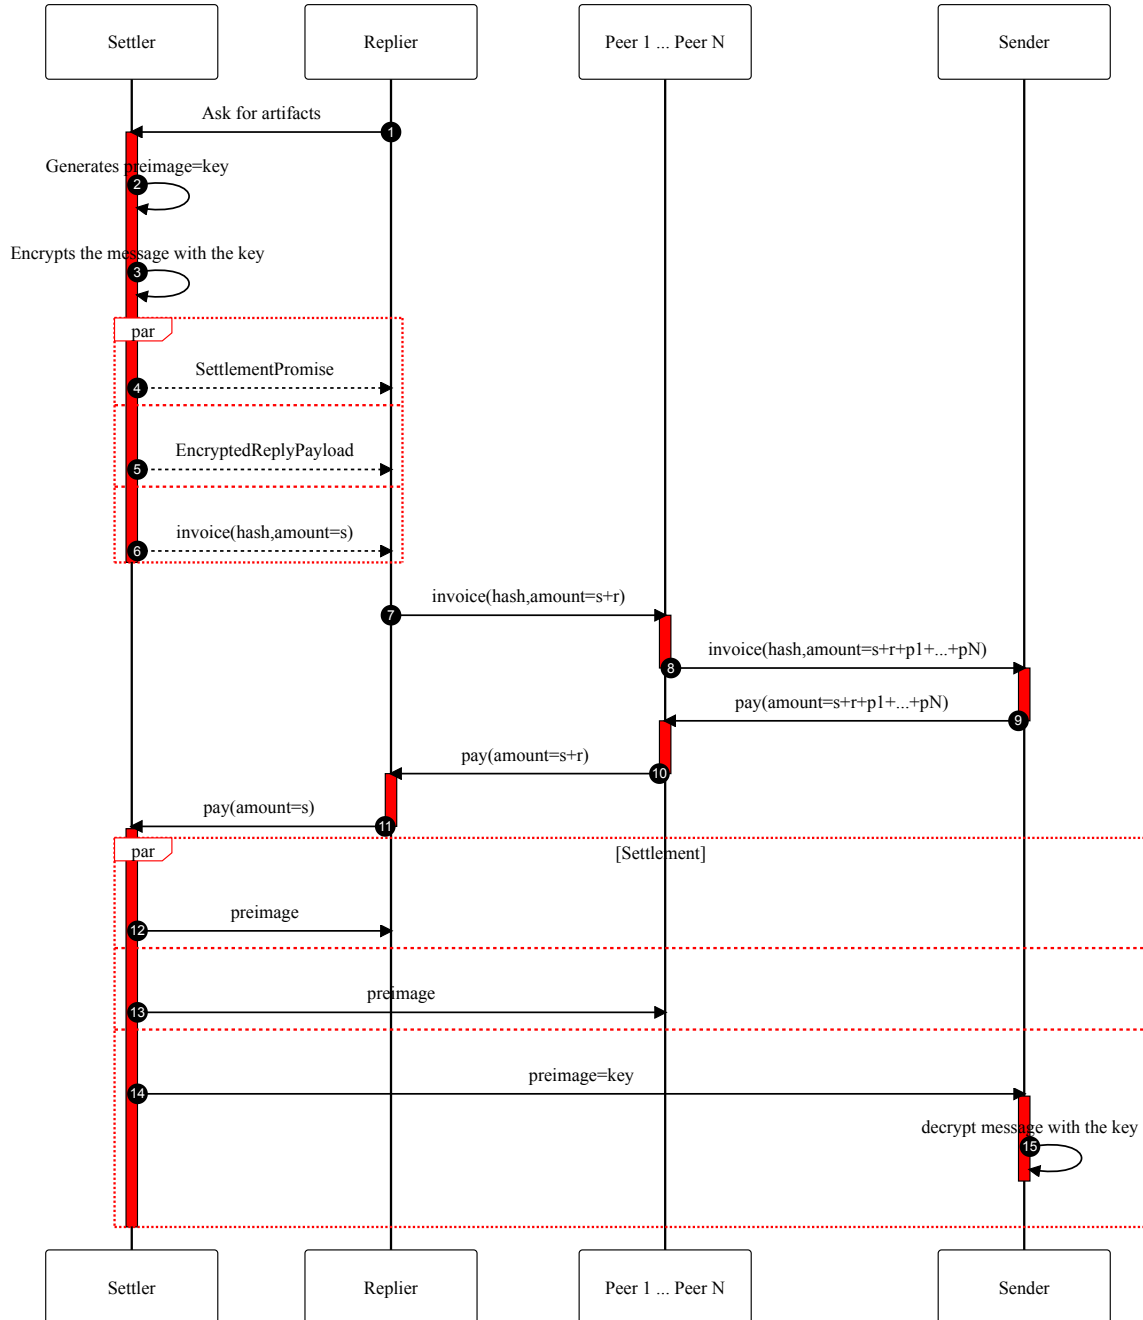 Settler
Replier
Peer 1 ... Peer N
Sender
Ask for artifacts
1
Generates preimage=key
2
Encrypts the message with the key
3
par
SettlementPromise
4
EncryptedReplyPayload
5
invoice(hash,amount=s)
6
invoice(hash,amount=s+r)
7
invoice(hash,amount=s+r+p1+...+pN)
8
pay(amount=s+r+p1+...+pN)
9
pay(amount=s+r)
10
pay(amount=s)
11
par
[Settlement]
preimage
12
preimage
13
preimage=key
14
decrypt message with the key
15
Settler
Replier
Peer 1 ... Peer N
Sender